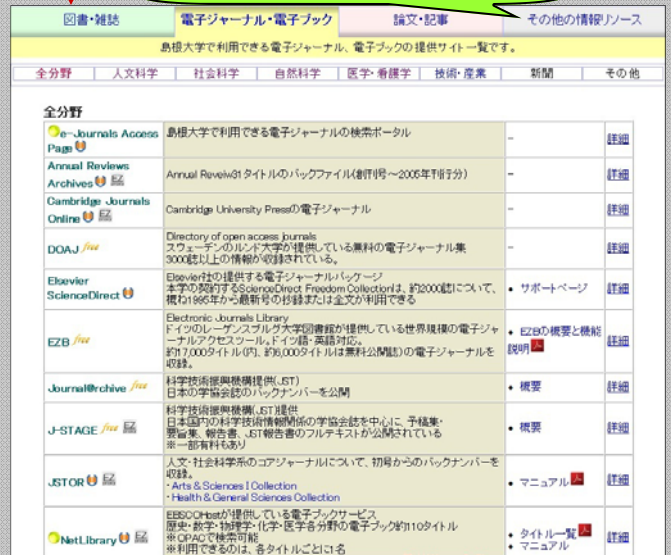 図書・雑誌 電子ジャーナル・電子ブック 論文・記事 その他の情報リソース
島根大学で利用できる電子ジャーナル、電子ブックの提供サイト一覧です。
全分野 人文科学 社会科学 自然科学 医学・看護学 技術・産業 新聞 その他
全分野
e-Journals Access Page 島根大学で利用できる電子ジャーナルの検索ポータル - 詳細
Annual Reviews Archives Annual Reveiw31タイトルのバックファイル(創刊号～2005年刊行分) - 詳細
Cambridge Journals Online Cambridge University Pressの電子ジャーナル - 詳細
DOAJ free
Directory of open access journals
スウェーデンのルンド大学が提供している無料の電子ジャーナル集
3000誌以上の情報が収録されている。
- 詳細
Elsevier ScienceDirect
Elsevier社の提供する電子ジャーナルパッケージ
本学の契約するScienceDirect Freedom Collectionは、約2000誌について、
概ね1995年から最新号の抄録または全文が利用できる
・サポートページ 詳細
EZB free
Electronic Journals Library
ドイツのレーゲンスブルグ大学図書館が提供している世界規模の電子ジャ
ーナルアクセスツール。ドイツ語・英語対応。
約17,000タイトル(内、約6,000タイトルは無料公開誌)の電子ジャーナルを
収録。
・EZBの概要と機能
説明 詳細
Journal@rchive free
科学技術振興機構提供(JST)
日本の学協会誌のバックナンバーを公開
・概要 詳細
J-STAGE free
科学技術振興機構(JST)提供
日本国内の科学技術情報関係の学協会誌を中心に、予稿集・
要旨集、報告書、JST報告書のフルテキストが公開されている
※一部有料もあり
・概要 詳細
JSTOR
人文・社会科学系のコアジャーナルについて、初号からのバックナンバーを
収録。
・Arts & Sciences I Collection
・Health & General Sciences Collection
・マニュアル 詳細
NetLibrary
EBSCOHostが提供している電子ブックサービス
歴史・数学・物理学・化学・医学各分野の電子ブック約110タイトル
※OPACで検索可能
※利用できるのは、各タイトルごとに1名
・タイトル一覧
・マニュアル
詳細